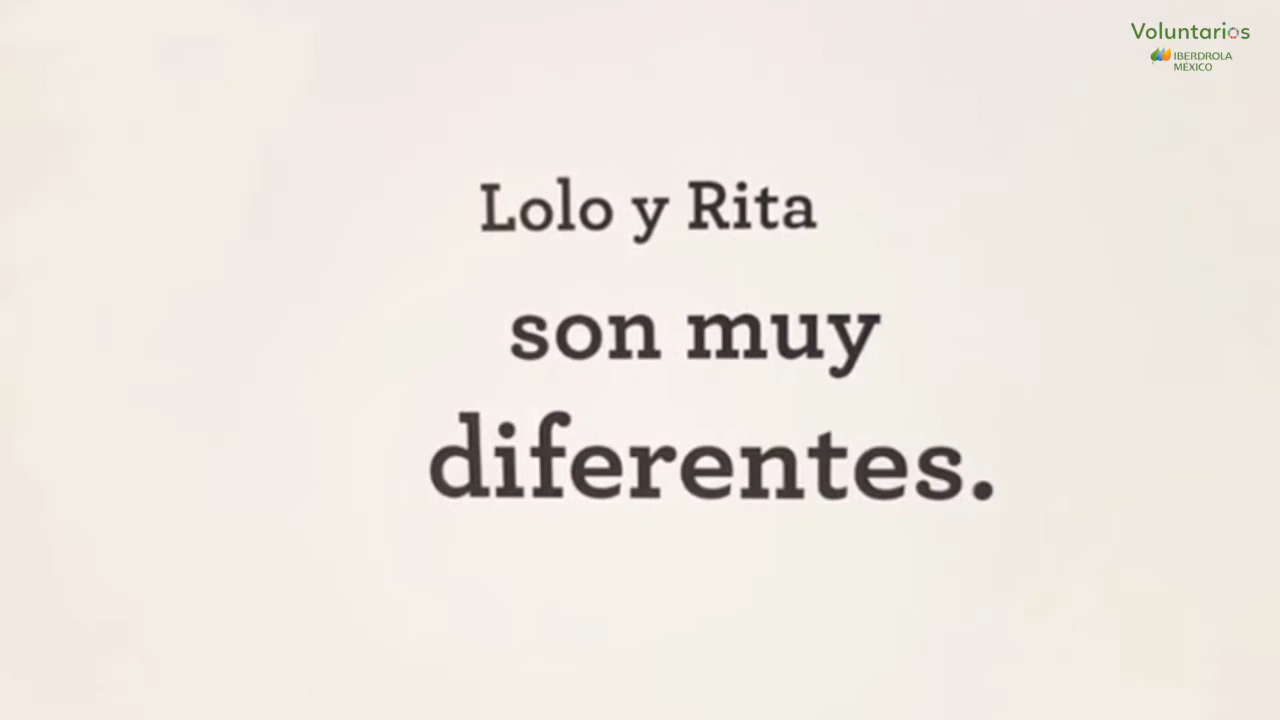 Voluntarios
IBERDROLA
MÉXICO
Lolo y Rita
son muy
diferentes.